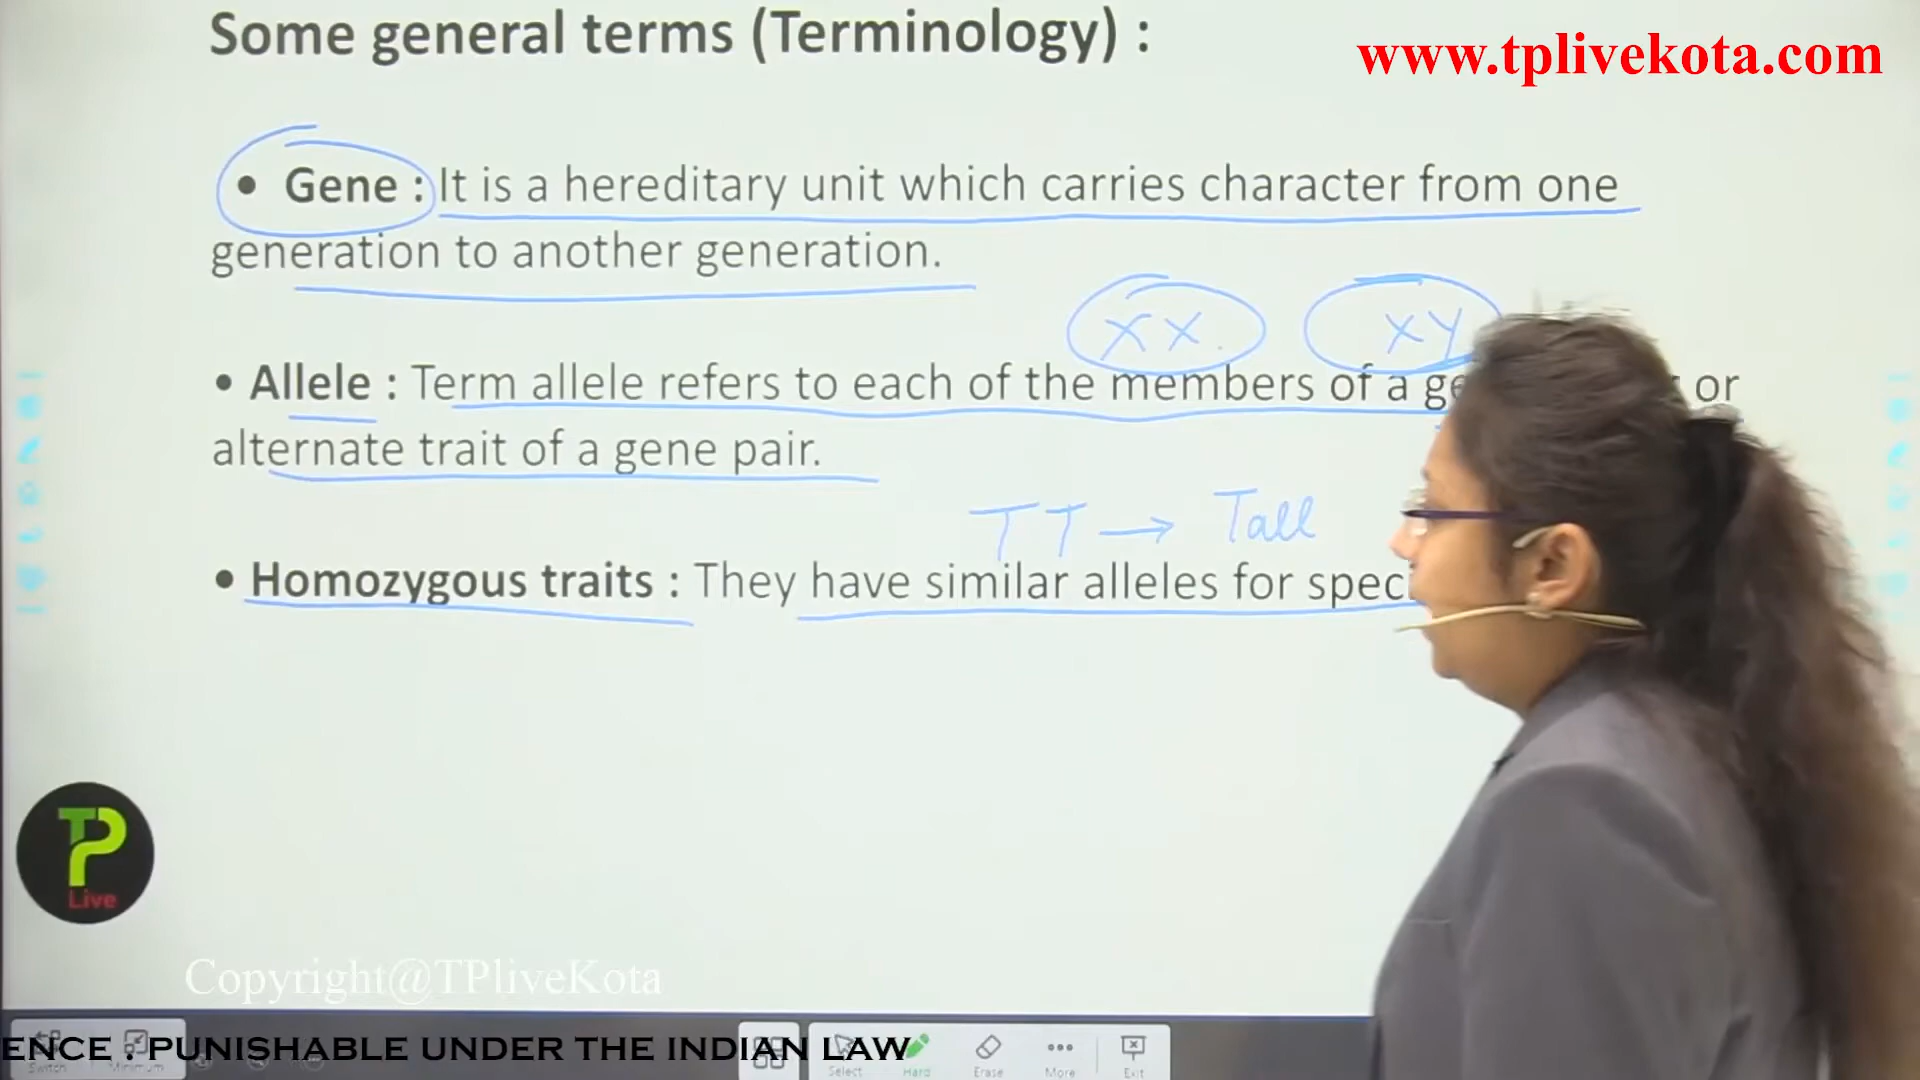 Some general terms (Terminology) :
www.tplivekota.com
• Gene : It is a hereditary unit which carries character from one
generation to another generation.
XX XY
• Allele : Term allele refers to each of the members of a or
alternate trait of a gene pair.
TT → Tall
• Homozygous traits : They have similar alleles for
TP
Live
Copyright@TPliveKota
ENCE : PUNISHABLE UNDER THE INDIAN LAW
Switch Minimum Select Hard Erase More Exit